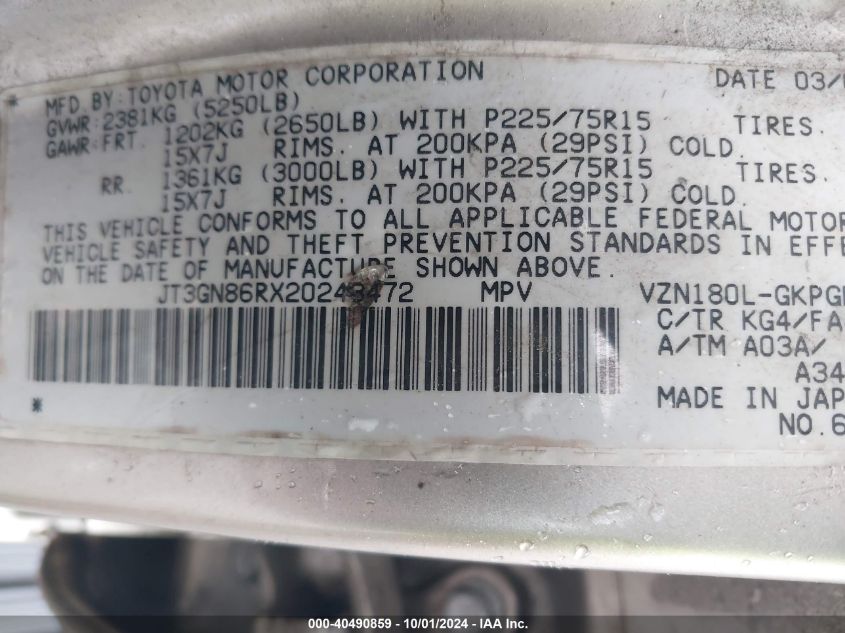 MFD. BY: TOYOTA MOTOR CORPORATION DATE 03/
GVWR: 2381KG (5250LB)
GAWR: FRT. 1202KG (2650LB) WITH P225/75R15 TIRES.
15X7J RIMS. AT 200KPA (29PSI) COLD.
RR. 1361KG (3000LB) WITH P225/75R15 TIRES.
15X7J RIMS. AT 200KPA (29PSI) COLD.
THIS VEHICLE CONFORMS TO ALL APPLICABLE FEDERAL MOTOR
VEHICLE SAFETY AND THEFT PREVENTION STANDARDS IN EFFE
ON THE DATE OF MANUFACTURE SHOWN ABOVE.
JT3GN86RX20243472 MPV VZN180L-GKPG
C/TR KG4/FA
A/TM A03A/
A34
MADE IN JAP
NO.6
000-40490859 - 10/01/2024 - IAA Inc.